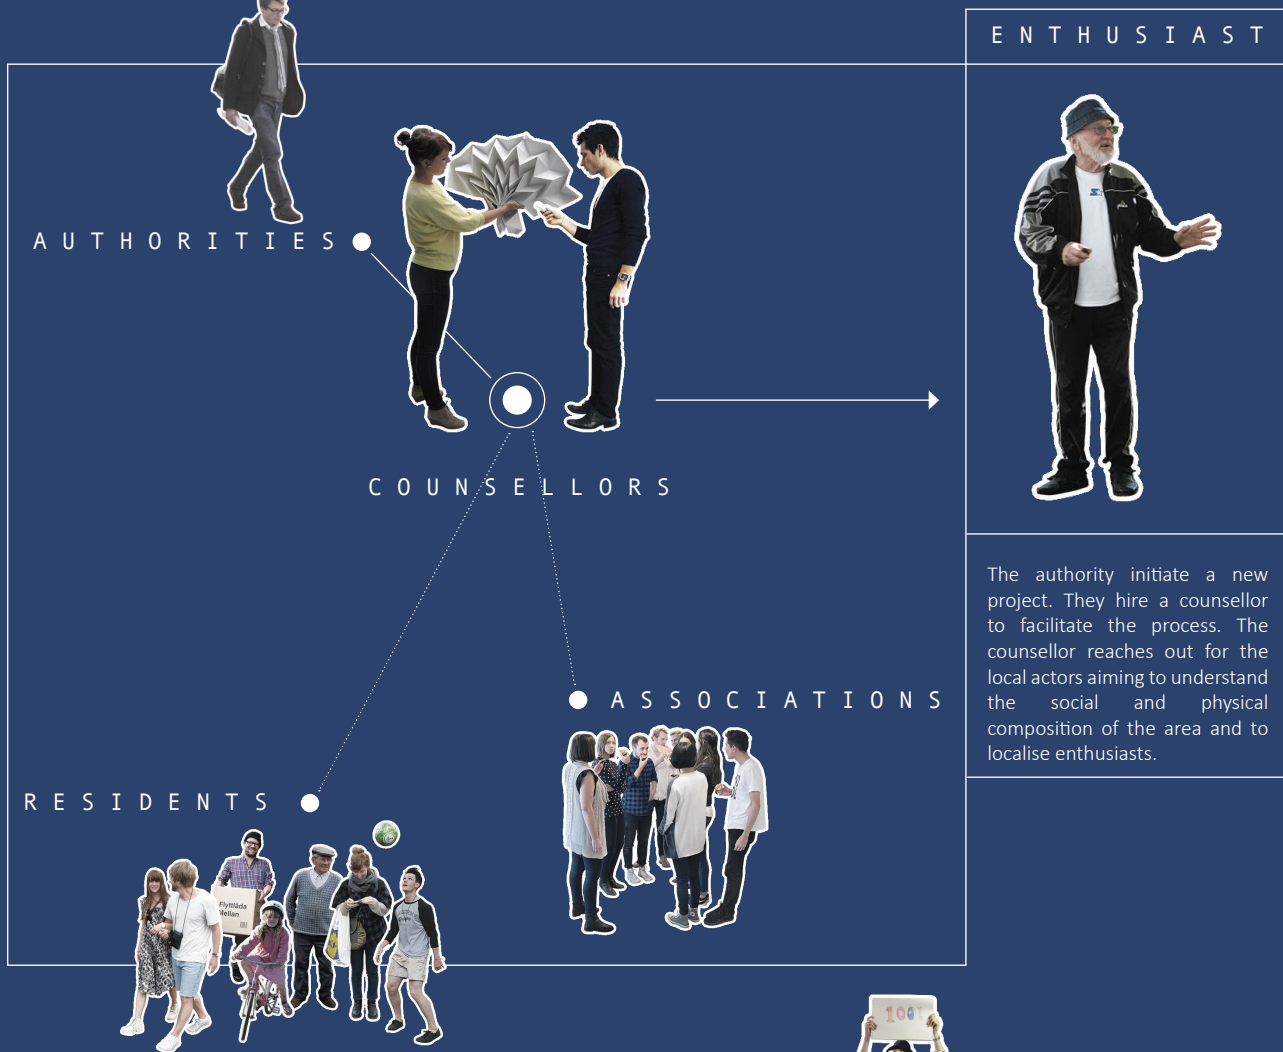 ENTHUSIAST
AUTHORITIES
COUNSELLORS
The authority initiate a new
project. They hire a counsellor
to facilitate the process. The
counsellor reaches out for the
local actors aiming to understand
the social and physical
composition of the area and to
localise enthusiasts.
ASSOCIATIONS
RESIDENTS
Flyttlåda
Mellan